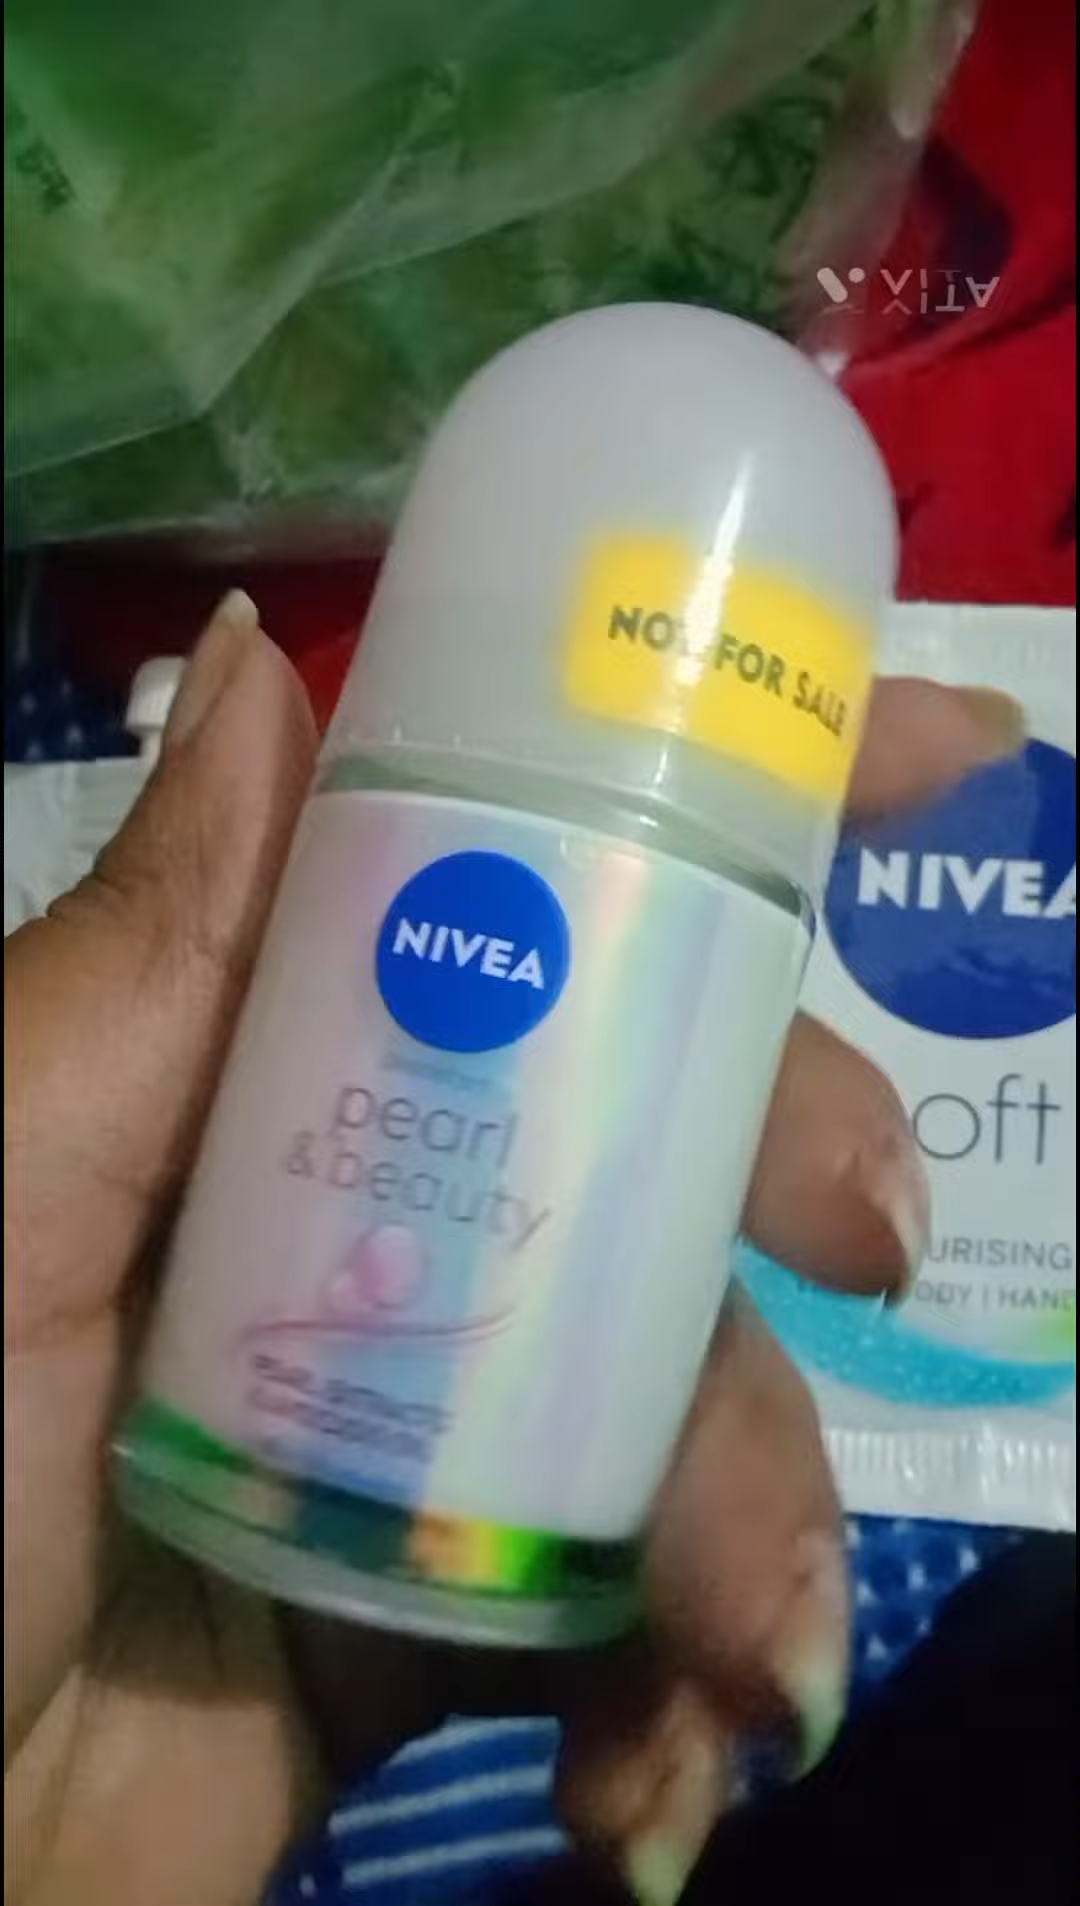 NOT FOR SALE
NIVEA
pearl
& beauty
NIVEA
oft
URISING
ODY | HAND